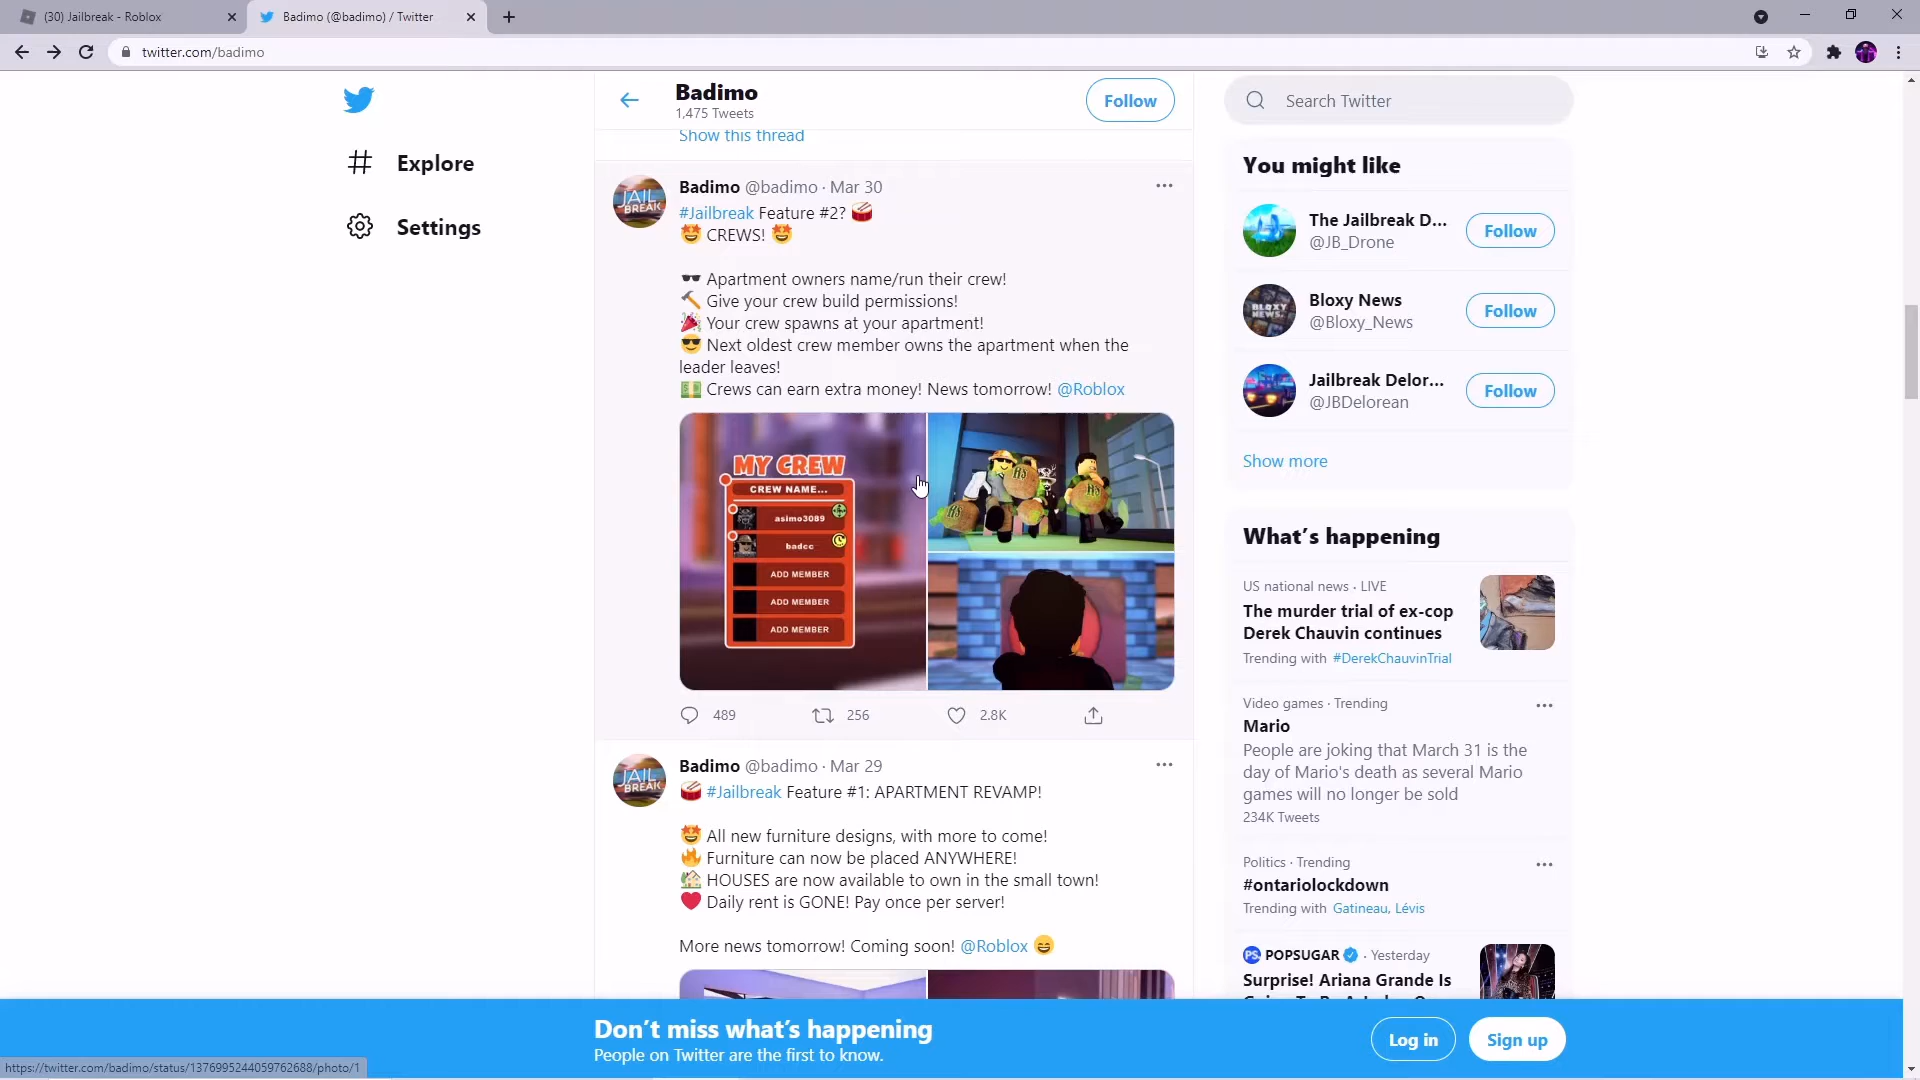 (30) Jailbreak - Roblox
Badimo (@badimo) / Twitter
twitter.com/badimo
Explore
Settings
Badimo
1,475 Tweets
Follow
Show this thread
Badimo @badimo · Mar 30
#Jailbreak Feature #2? 🥁
🤩 CREWS! 🤩
🕶️ Apartment owners name/run their crew!
🔨 Give your crew build permissions!
🎉 Your crew spawns at your apartment!
😎 Next oldest crew member owns the apartment when the
leader leaves!
💵 Crews can earn extra money! News tomorrow! @Roblox
MY CREW
CREW NAME...
asimo3089
badcc
ADD MEMBER
ADD MEMBER
ADD MEMBER
489
256
2.8K
JAIL
BREAK
Badimo @badimo · Mar 29
🥁 #Jailbreak Feature #1: APARTMENT REVAMP!
🤩 All new furniture designs, with more to come!
🔥 Furniture can now be placed ANYWHERE!
🏡 HOUSES are now available to own in the small town!
❤️ Daily rent is GONE! Pay once per server!
More news tomorrow! Coming soon! @Roblox 😄
JAIL
BREAK
Search Twitter
You might like
The Jailbreak D...
@JB_Drone
Follow
Bloxy News
@Bloxy_News
Follow
BLOXY
NEWS.
Jailbreak Delor...
@JBDelorean
Follow
Show more
What's happening
US national news · LIVE
The murder trial of ex-cop
Derek Chauvin continues
Trending with #DerekChauvinTrial
Video games · Trending
Mario
People are joking that March 31 is the
day of Mario's death as several Mario
games will no longer be sold
234K Tweets
Politics · Trending
#ontariolockdown
Trending with Gatineau, Lévis
PS POPSUGAR · Yesterday
Surprise! Ariana Grande Is
Don't miss what's happening
People on Twitter are the first to know.
Log in
Sign up
https://twitter.com/badimo/status/1376995244059762688/photo/1